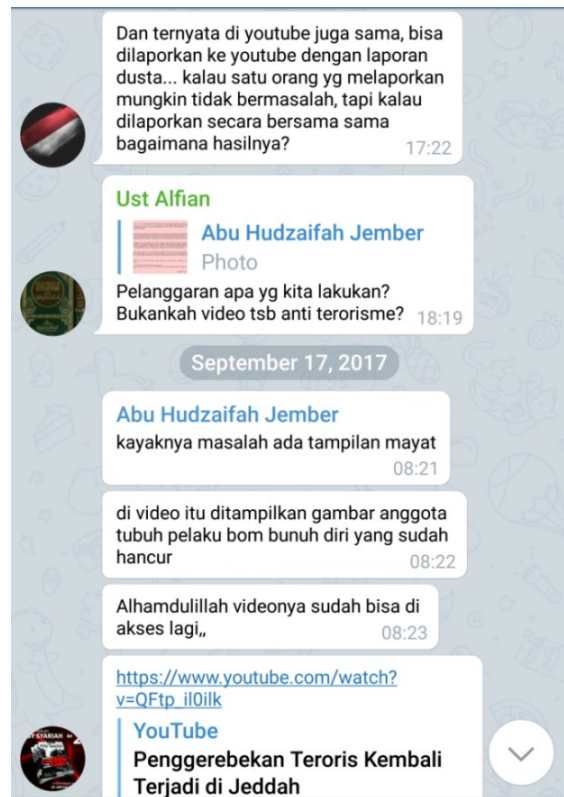 Dan ternyata di youtube juga sama, bisa
dilaporkan ke youtube dengan laporan
dusta... kalau satu orang yg melaporkan
mungkin tidak bermasalah, tapi kalau
dilaporkan secara bersama sama
bagaimana hasilnya?
17:22
Ust Alfian
Abu Hudzaifah Jember
Photo
Pelanggaran apa yg kita lakukan?
Bukankah video tsb anti terorisme?
18:19
September 17, 2017
Abu Hudzaifah Jember
kayaknya masalah ada tampilan mayat
08:21
di video itu ditampilkan gambar anggota
tubuh pelaku bom bunuh diri yang sudah
hancur
08:22
Alhamdulillah videonya sudah bisa di
akses lagi,,
08:23
https://www.youtube.com/watch?
v=QFtp_il0ilk
YouTube
Penggerebekan Teroris Kembali
Terjadi di Jeddah